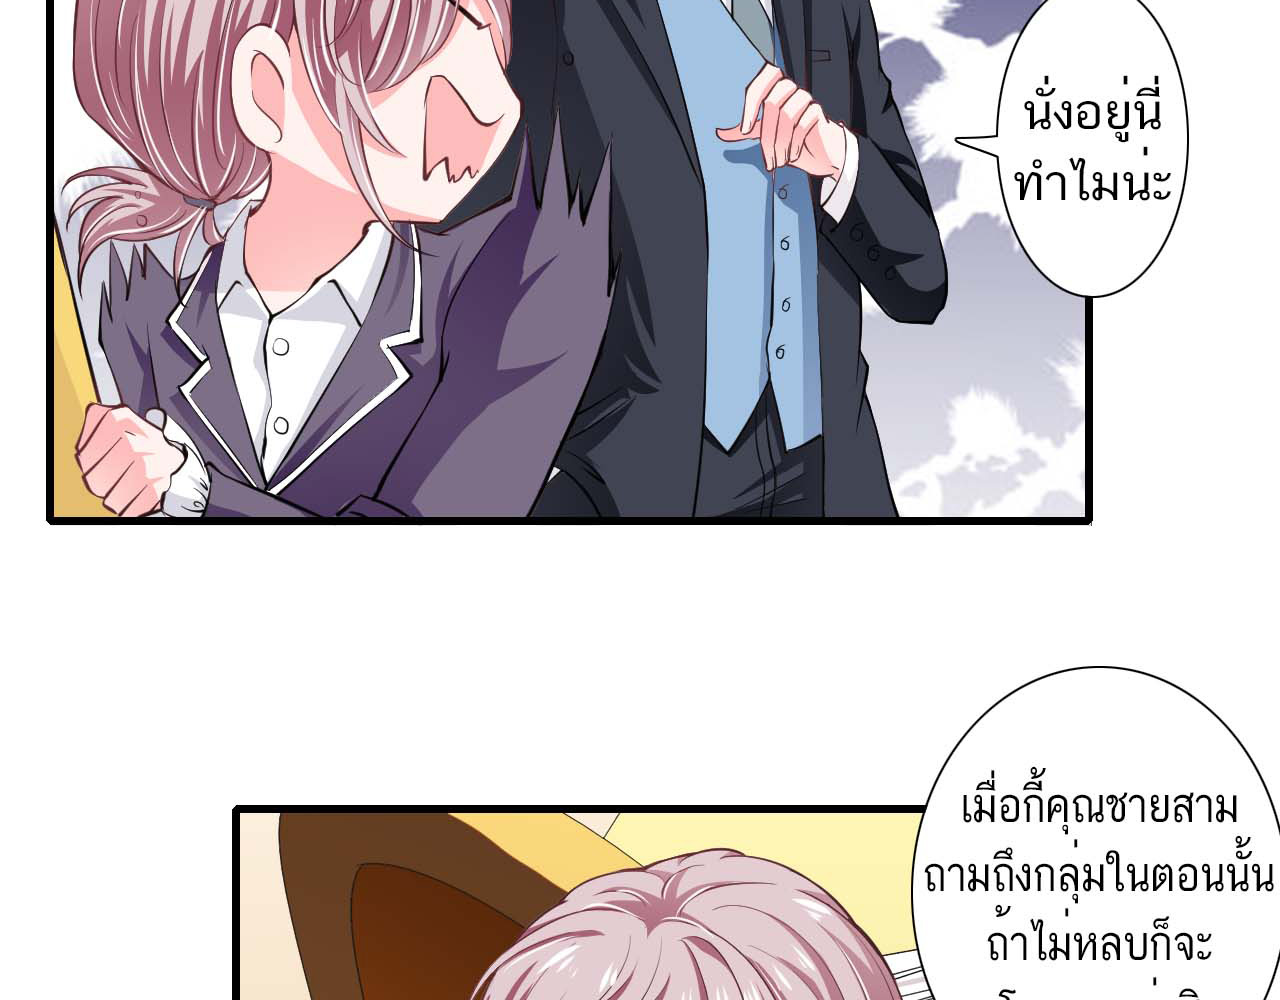 นั่งอยู่นี่
ทำไมน่ะ
เมื่อกี้คุณชายสาม
ถามถึงกลุ่มในตอนนั้น
ถ้าไม่หลบก็จะ